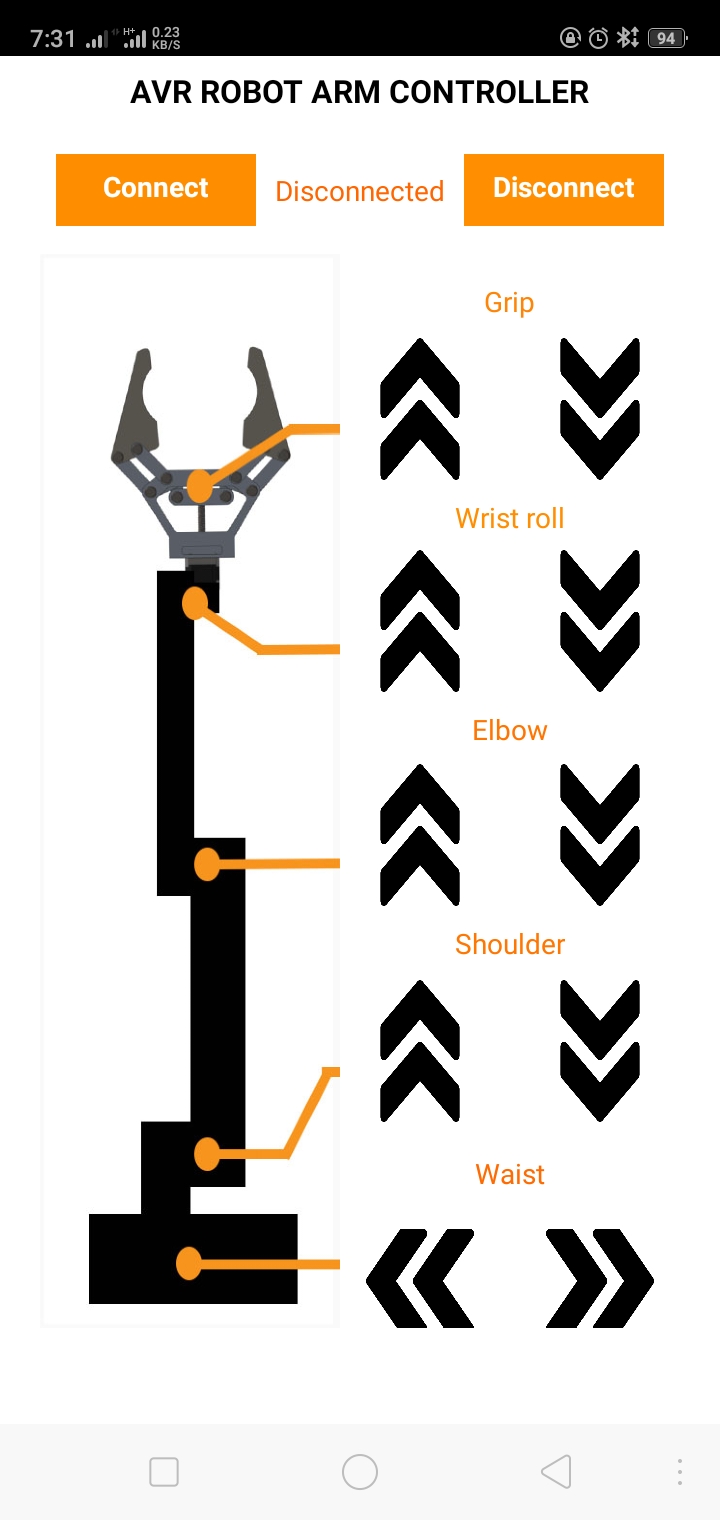 7:31 H+ 0.23 KB/S 94
AVR ROBOT ARM CONTROLLER
Connect Disconnected Disconnect
Grip
Wrist roll
Elbow
Shoulder
Waist